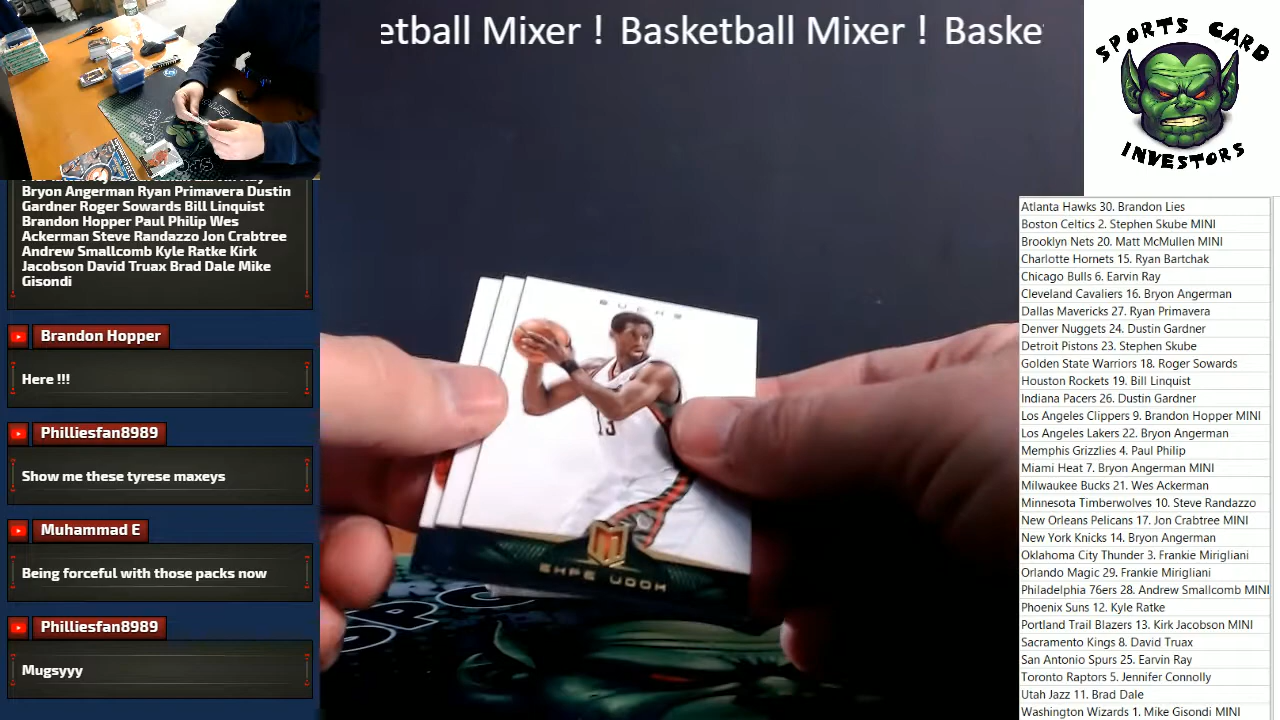 etball Mixer ! Basketball Mixer ! Baske
SPORTS CARD
INVESTORS
Bryon Angerman Ryan Primavera Dustin
Gardner Roger Sowards Bill Linquist
Brandon Hopper Paul Philip Wes
Ackerman Steve Randazzo Jon Crabtree
Andrew Smallcomb Kyle Ratke Kirk
Jacobson David Truax Brad Dale Mike
Gisondi
Brandon Hopper
Here !!!
Philliesfan8989
Show me these tyrese maxeys
Muhammad E
Being forceful with those packs now
Philliesfan8989
Mugsyyy
BUCKS
13
EKPE UDOH
Atlanta Hawks 30. Brandon Lies
Boston Celtics 2. Stephen Skube MINI
Brooklyn Nets 20. Matt McMullen MINI
Charlotte Hornets 15. Ryan Bartchak
Chicago Bulls 6. Earvin Ray
Cleveland Cavaliers 16. Bryon Angerman
Dallas Mavericks 27. Ryan Primavera
Denver Nuggets 24. Dustin Gardner
Detroit Pistons 23. Stephen Skube
Golden State Warriors 18. Roger Sowards
Houston Rockets 19. Bill Linquist
Indiana Pacers 26. Dustin Gardner
Los Angeles Clippers 9. Brandon Hopper MINI
Los Angeles Lakers 22. Bryon Angerman
Memphis Grizzlies 4. Paul Philip
Miami Heat 7. Bryon Angerman MINI
Milwaukee Bucks 21. Wes Ackerman
Minnesota Timberwolves 10. Steve Randazzo
New Orleans Pelicans 17. Jon Crabtree MINI
New York Knicks 14. Bryon Angerman
Oklahoma City Thunder 3. Frankie Mirigliani
Orlando Magic 29. Frankie Mirigliani
Philadelphia 76ers 28. Andrew Smallcomb MINI
Phoenix Suns 12. Kyle Ratke
Portland Trail Blazers 13. Kirk Jacobson MINI
Sacramento Kings 8. David Truax
San Antonio Spurs 25. Earvin Ray
Toronto Raptors 5. Jennifer Connolly
Utah Jazz 11. Brad Dale
Washington Wizards 1. Mike Gisondi MINI